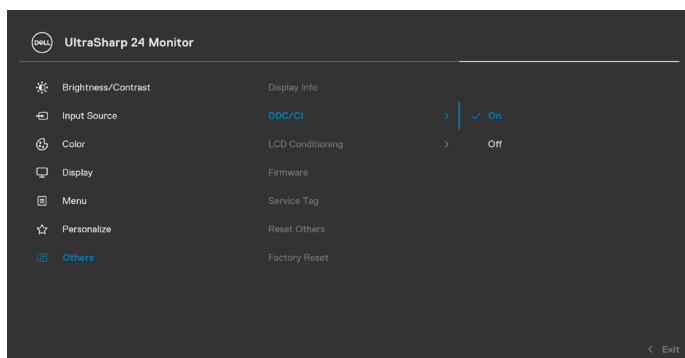 DELL UltraSharp 24 Monitor
Brightness/Contrast Display Info
Input Source DDC/CI > ✓ On
Color LCD Conditioning > Off
Display Firmware
Menu Service Tag
Personalize Reset Others
Others Factory Reset
< Exit